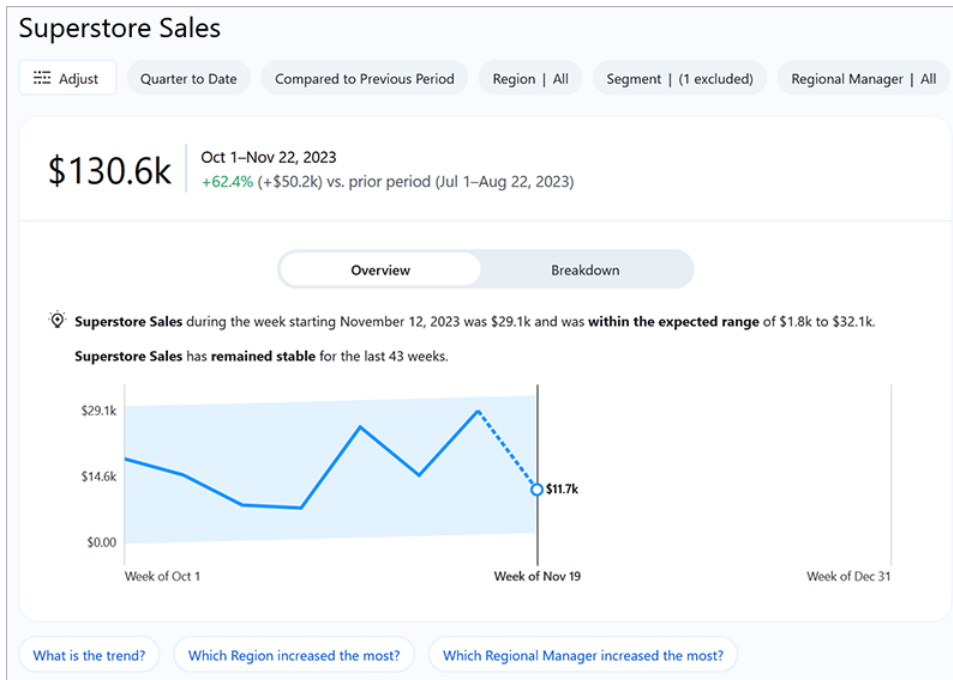 Superstore Sales
Adjust
Quarter to Date
Compared to Previous Period
Region | All
Segment | (1 excluded)
Regional Manager | All
$130.6k
Oct 1–Nov 22, 2023
+62.4% (+$50.2k) vs. prior period (Jul 1–Aug 22, 2023)
Overview
Breakdown
Superstore Sales during the week starting November 12, 2023 was $29.1k and was within the expected range of $1.8k to $32.1k.
Superstore Sales has remained stable for the last 43 weeks.
$29.1k
$14.6k
$11.7k
$0.00
Week of Oct 1
Week of Nov 19
Week of Dec 31
What is the trend?
Which Region increased the most?
Which Regional Manager increased the most?